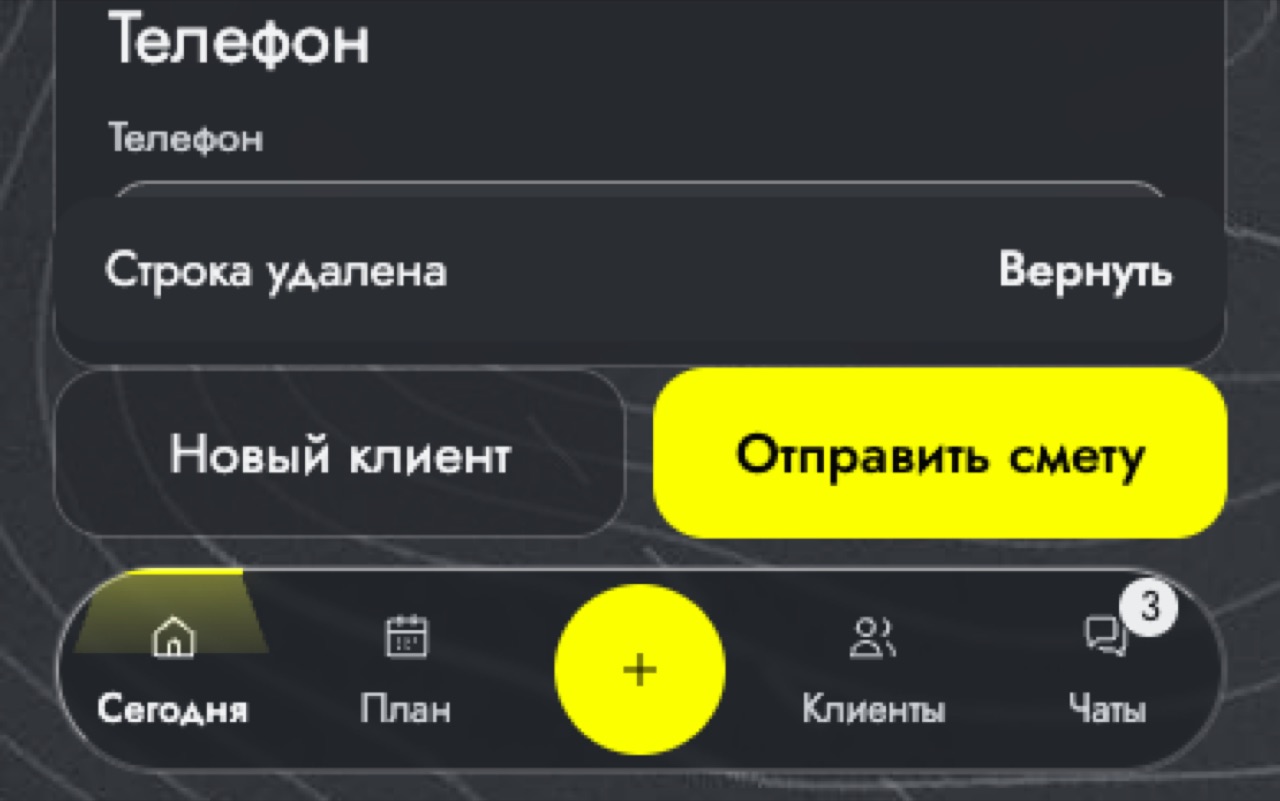 Телефон
Телефон
Строка удалена Вернуть
Новый клиент Отправить смету
3
Сегодня План + Клиенты Чаты